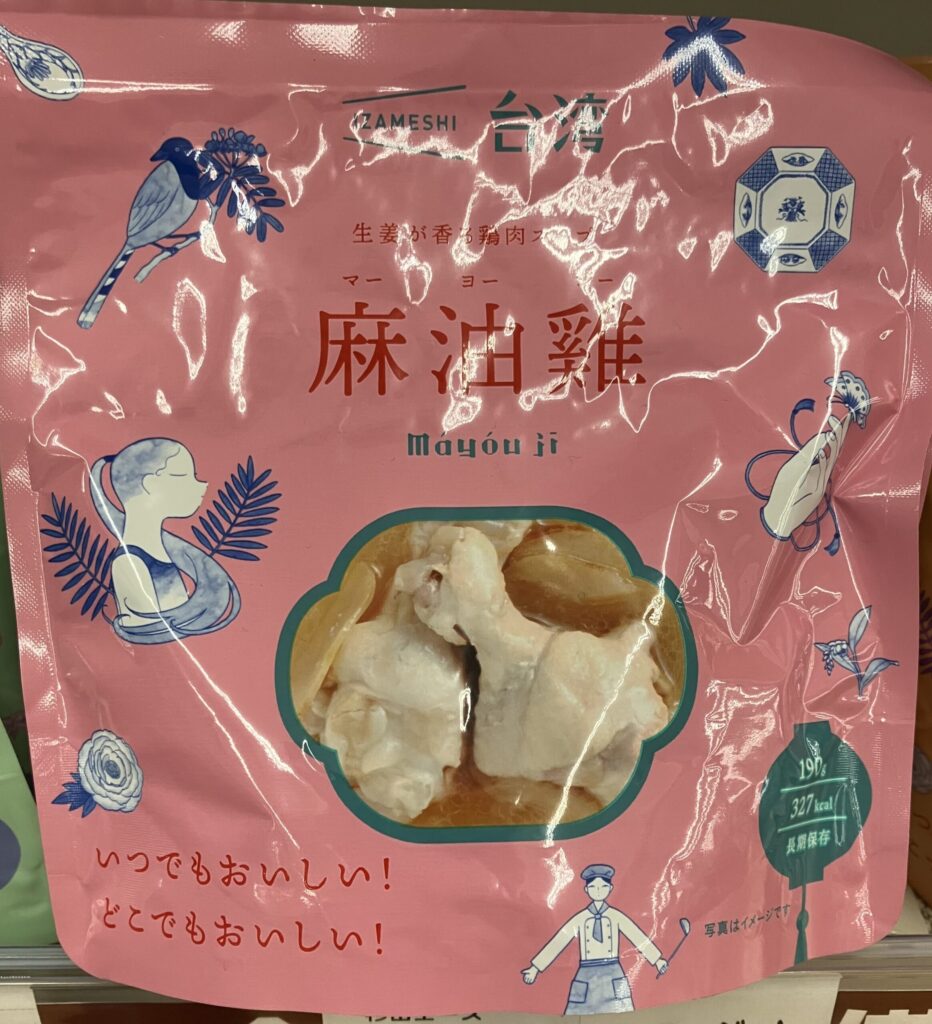 IZAMESHI 台湾
生姜が香る鶏肉スープ
マー ヨー ー
麻油雞
Máyóu jī
190g
327kcal
長期保存
いつでもおいしい!
どこでもおいしい!
写真はイメージです